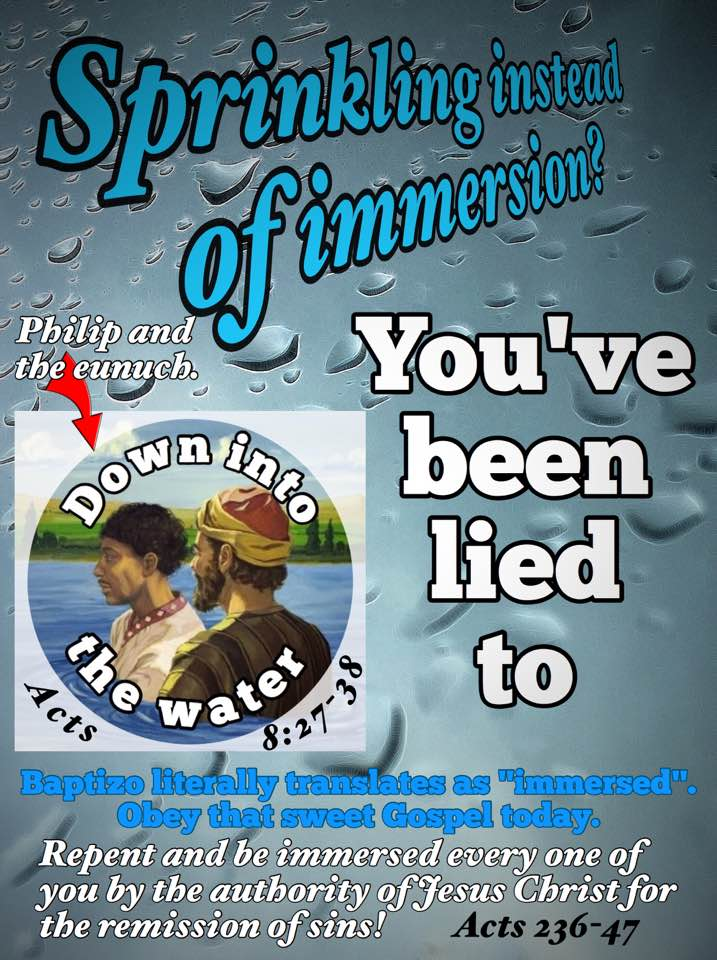 Sprinkling instead
of immersion?
Philip and
the eunuch.
You've
been
lied
to
Down into
the water
Acts 8:27-38
Baptizo literally translates as "immersed".
Obey that sweet Gospel today.
Repent and be immersed every one of
you by the authority of Jesus Christ for
the remission of sins! Acts 236-47